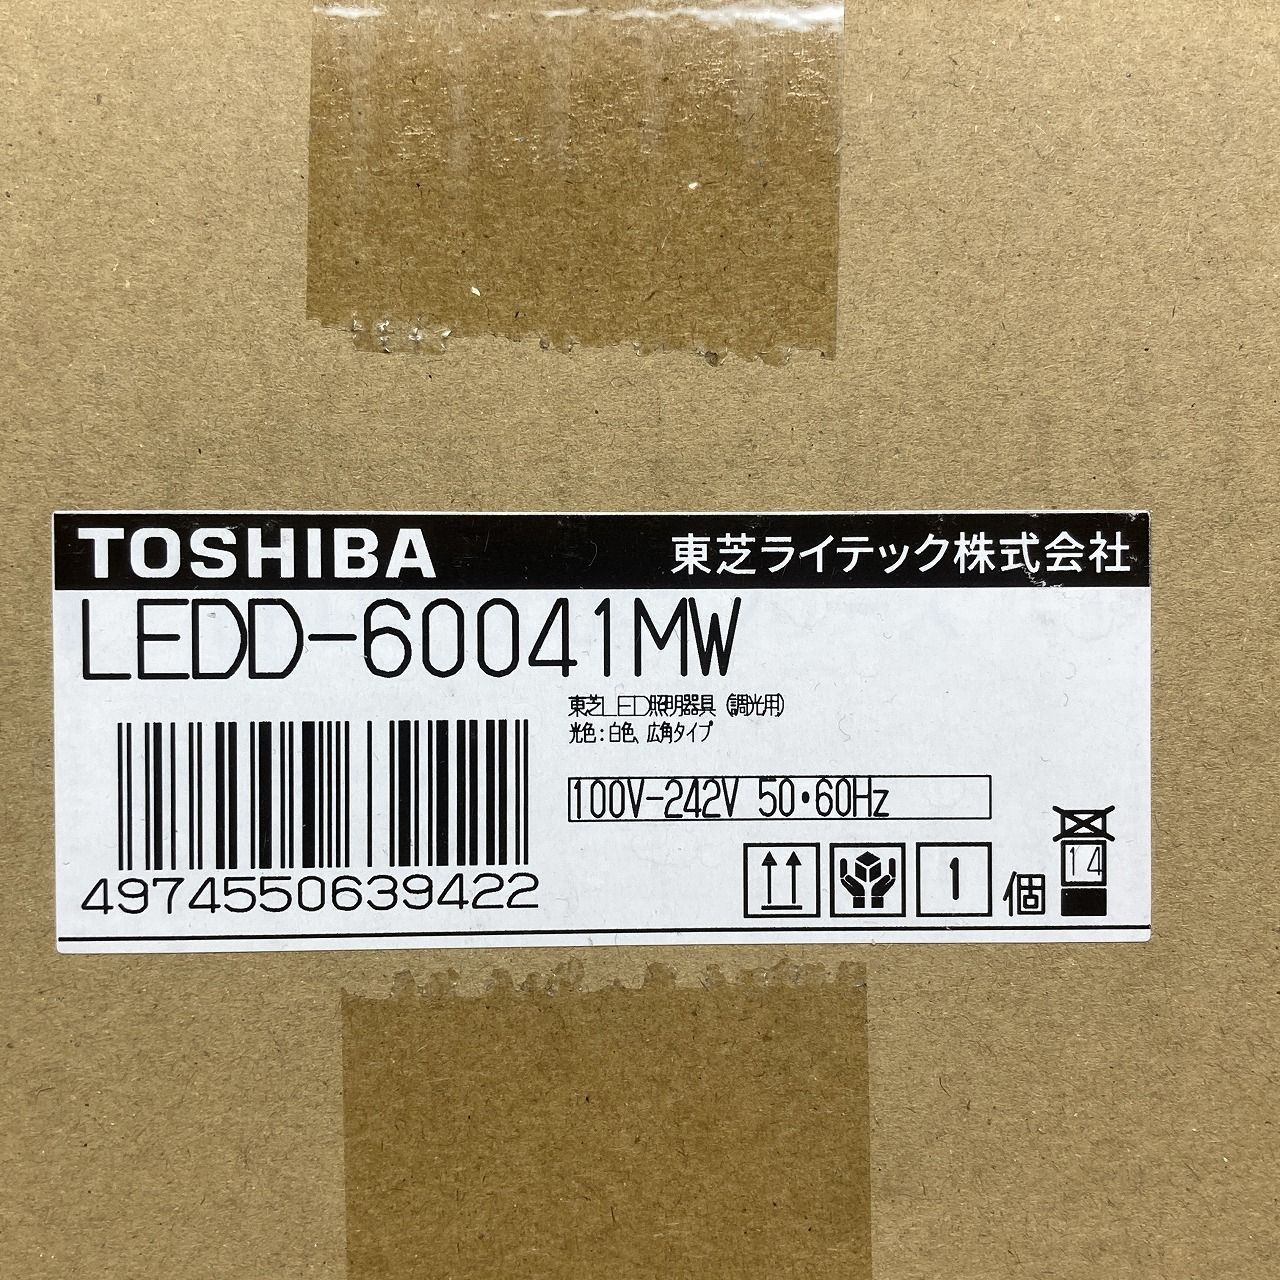 TOSHIBA 東芝ライテック株式会社
LEDD-60041MW
東芝LED照明器具（調光用）
光色：白色、広角タイプ
100V-242V 50・60Hz
4974550639422
1 個
14